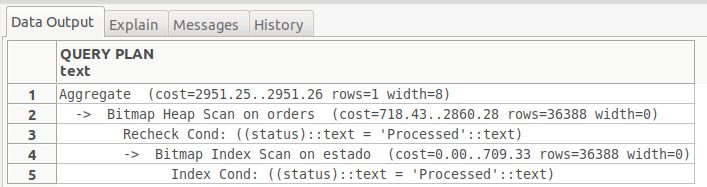 Data Output Explain Messages History
QUERY PLAN
text
1 Aggregate (cost=2951.25..2951.26 rows=1 width=8)
2 -> Bitmap Heap Scan on orders (cost=718.43..2860.28 rows=36388 width=0)
3 Recheck Cond: ((status)::text = 'Processed'::text)
4 -> Bitmap Index Scan on estado (cost=0.00..709.33 rows=36388 width=0)
5 Index Cond: ((status)::text = 'Processed'::text)